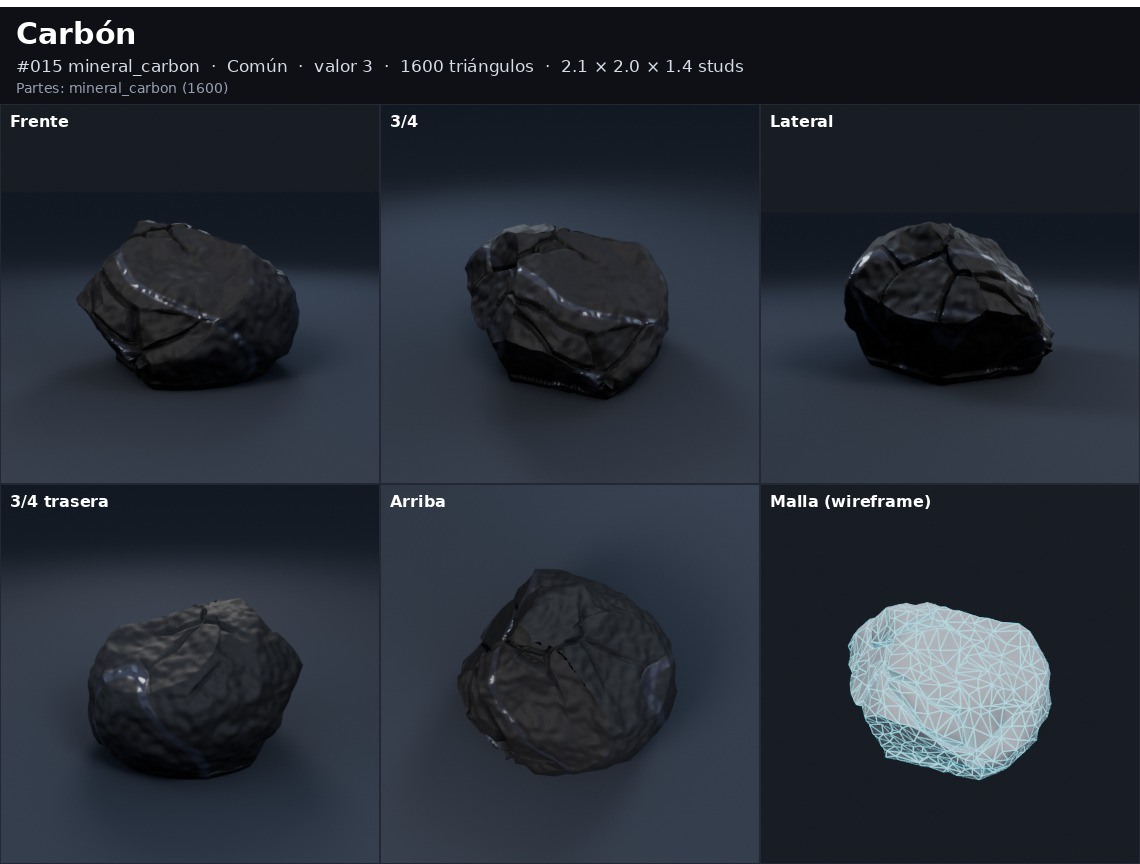 Carbón
#015 mineral_carbon · Común · valor 3 · 1600 triángulos · 2.1 × 2.0 × 1.4 studs
Partes: mineral_carbon (1600)
Frente
3/4
Lateral
3/4 trasera
Arriba
Malla (wireframe)